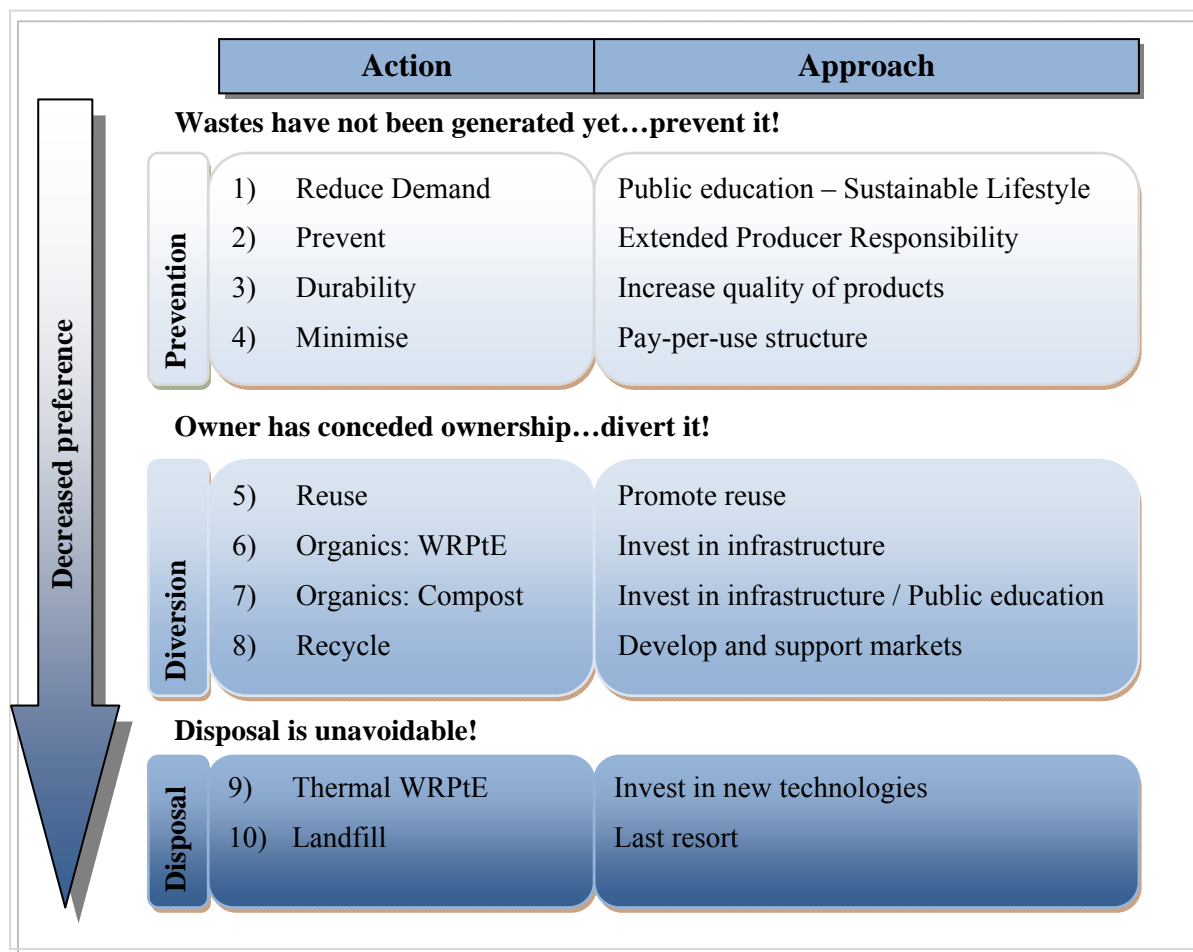 Action Approach
Decreased preference
Wastes have not been generated yet…prevent it!
Prevention
1) Reduce Demand Public education – Sustainable Lifestyle
2) Prevent Extended Producer Responsibility
3) Durability Increase quality of products
4) Minimise Pay-per-use structure
Owner has conceded ownership…divert it!
Diversion
5) Reuse Promote reuse
6) Organics: WRPtE Invest in infrastructure
7) Organics: Compost Invest in infrastructure / Public education
8) Recycle Develop and support markets
Disposal is unavoidable!
Disposal
9) Thermal WRPtE Invest in new technologies
10) Landfill Last resort